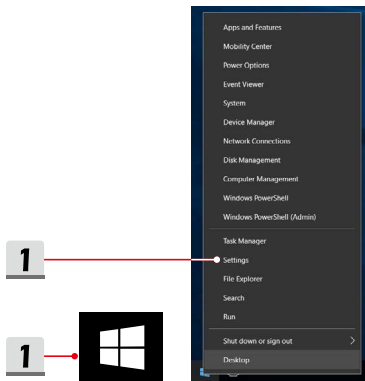 Apps and Features
Mobility Center
Power Options
Event Viewer
System
Device Manager
Network Connections
Disk Management
Computer Management
Windows PowerShell
Windows PowerShell (Admin)
Task Manager
1
Settings
File Explorer
Search
Run
Shut down or sign out
1
Desktop